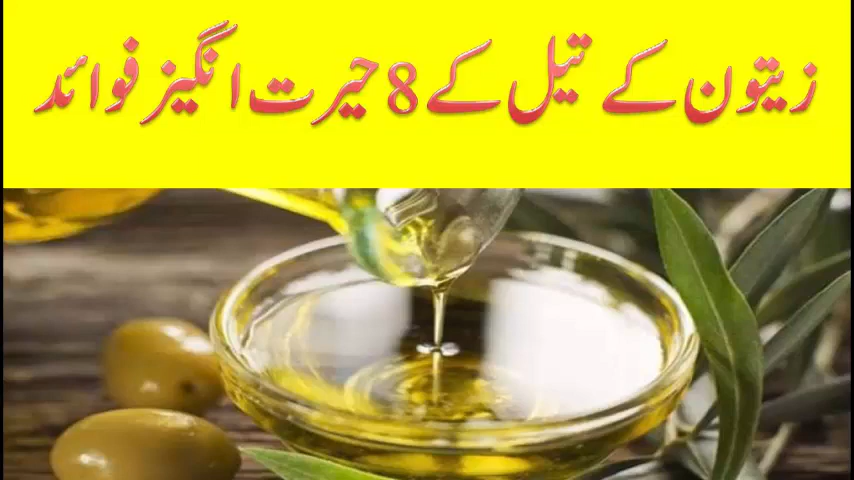 زیتون کے تیل کے 8 حیرت انگیز فوائد